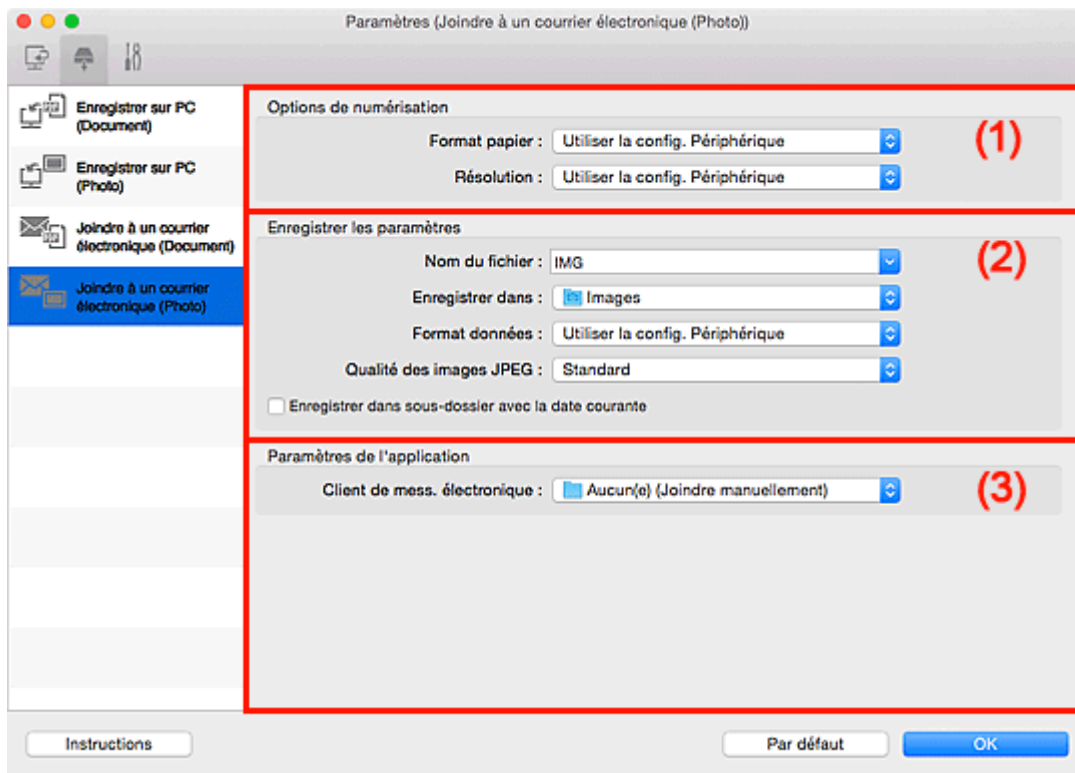 Paramètres (Joindre à un courrier électronique (Photo))
Enregistrer sur PC
(Document)
Enregistrer sur PC
(Photo)
Joindre à un courrier
électronique (Document)
Joindre à un courrier
électronique (Photo)
Options de numérisation
(1)
Format papier : Utiliser la config. Périphérique
Résolution : Utiliser la config. Périphérique
Enregistrer les paramètres
(2)
Nom du fichier : IMG
Enregistrer dans : Images
Format données : Utiliser la config. Périphérique
Qualité des images JPEG : Standard
Enregistrer dans sous-dossier avec la date courante
Paramètres de l'application
(3)
Client de mess. électronique : Aucun(e) (Joindre manuellement)
Instructions
Par défaut
OK